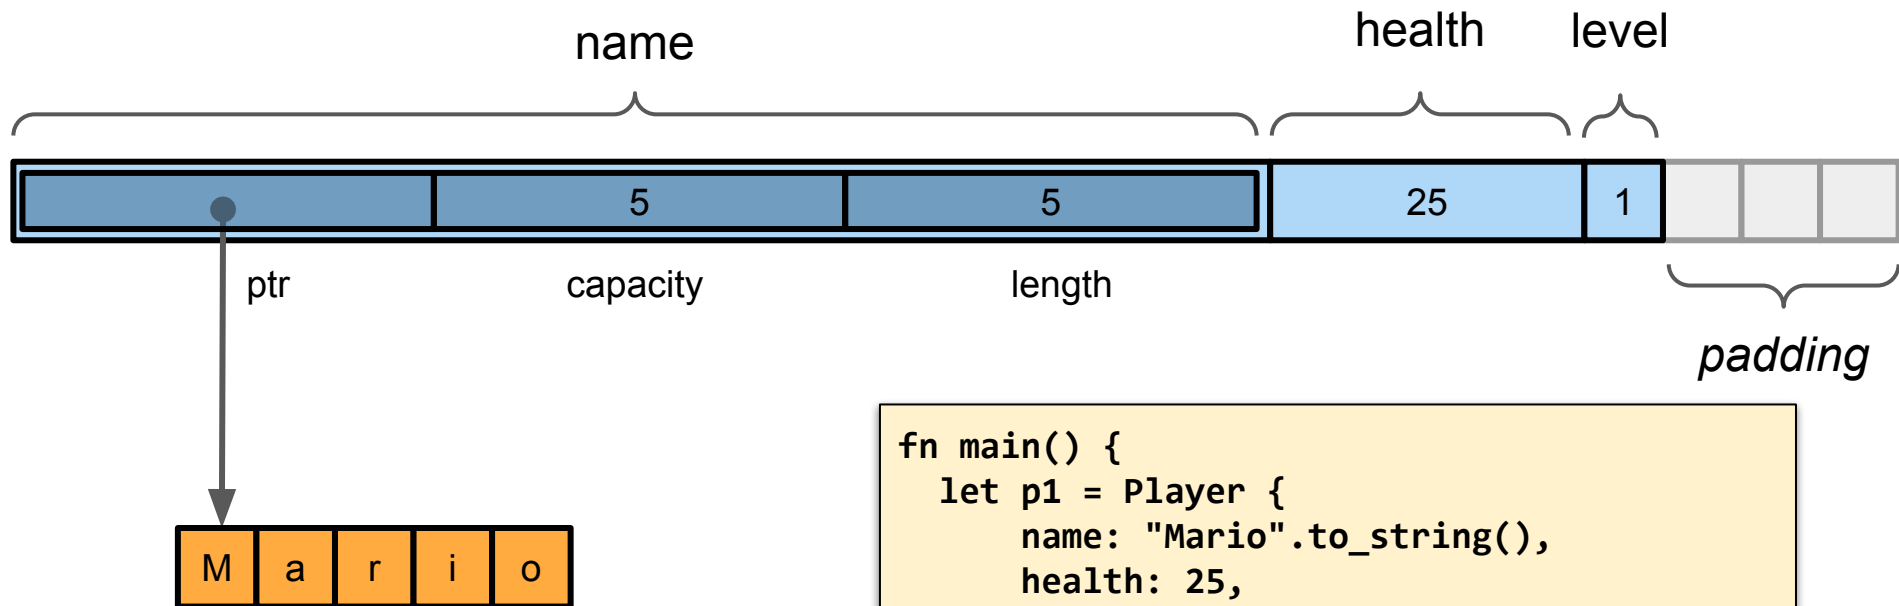 name health level
5 5 25 1
ptr capacity length
padding
fn main() {
  let p1 = Player {
      name: "Mario".to_string(),
      health: 25,
M a r i o